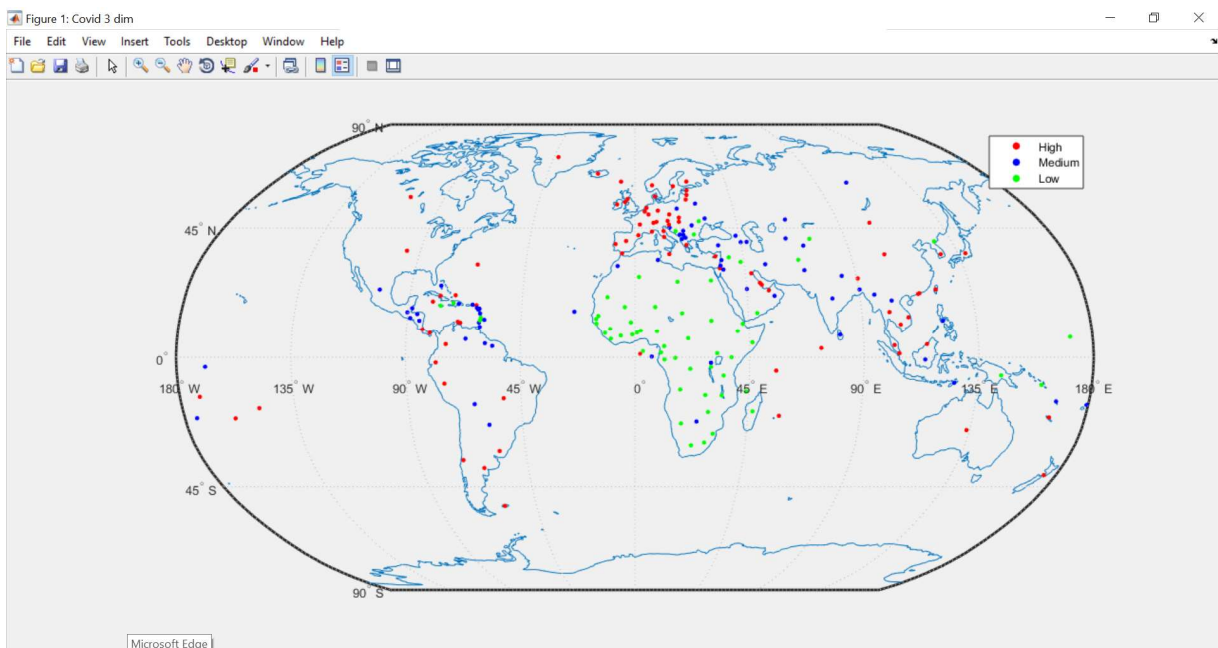 Figure 1: Covid 3 dim
File Edit View Insert Tools Desktop Window Help
90° N
High
Medium
Low
45° N
0°
180° W 135° W 90° W 45° W 0° 45° E 90° E 135° E 180° E
45° S
90° S
Microsoft Edge